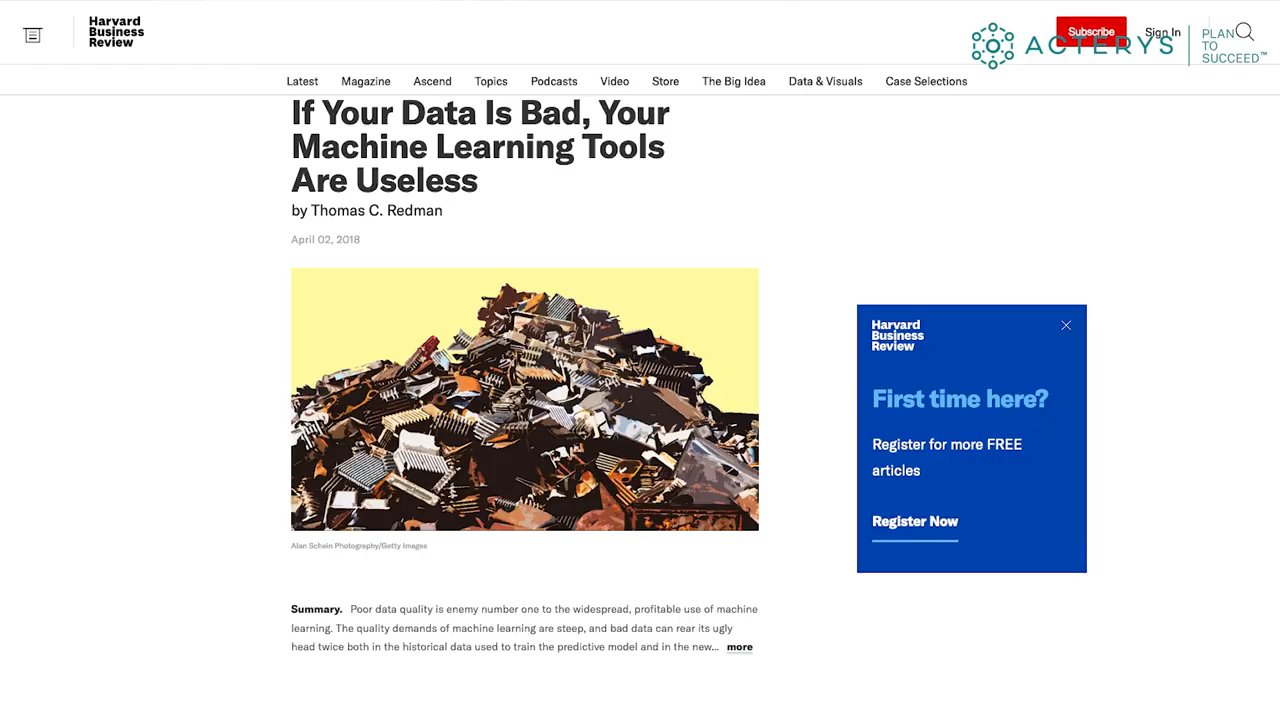 Harvard
Business
Review
Subscribe
Sign In
ACTERYS
PLAN
TO
SUCCEED™
Latest Magazine Ascend Topics Podcasts Video Store The Big Idea Data & Visuals Case Selections
If Your Data Is Bad, Your
Machine Learning Tools
Are Useless
by Thomas C. Redman
April 02, 2018
Alan Schein Photography/Getty Images
Harvard
Business
Review
First time here?
Register for more FREE
articles
Register Now
Summary. Poor data quality is enemy number one to the widespread, profitable use of machine
learning. The quality demands of machine learning are steep, and bad data can rear its ugly
head twice both in the historical data used to train the predictive model and in the new... more